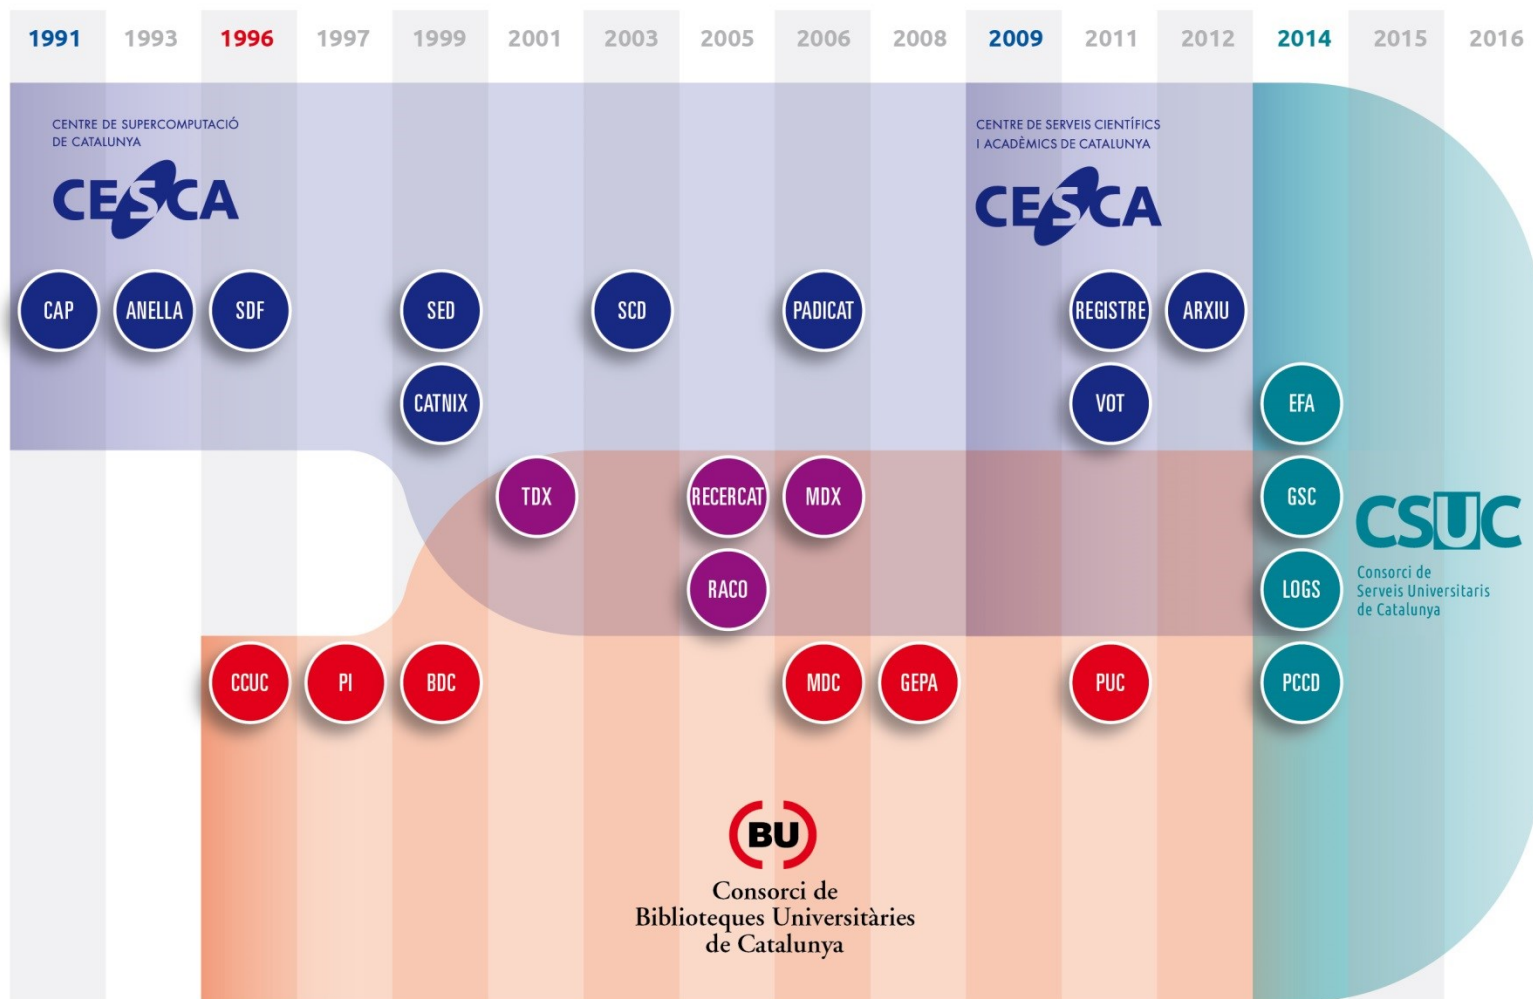 1991 1993 1996 1997 1999 2001 2003 2005 2006 2008 2009 2011 2012 2014 2015 2016
CENTRE DE SUPERCOMPUTACIÓ
DE CATALUNYA
CESCA
CENTRE DE SERVEIS CIENTÍFICS
I ACADÈMICS DE CATALUNYA
CESCA
CAP ANELLA SDF SED SCD PADICAT REGISTRE ARXIU
CATNIX VOT EFA
TDX RECERCAT MDX GSC
CSUC
Consorci de
Serveis Universitaris
de Catalunya
RACO LOGS
CCUC PI BDC MDC GEPA PUC PCCD
BU
Consorci de
Biblioteques Universitàries
de Catalunya